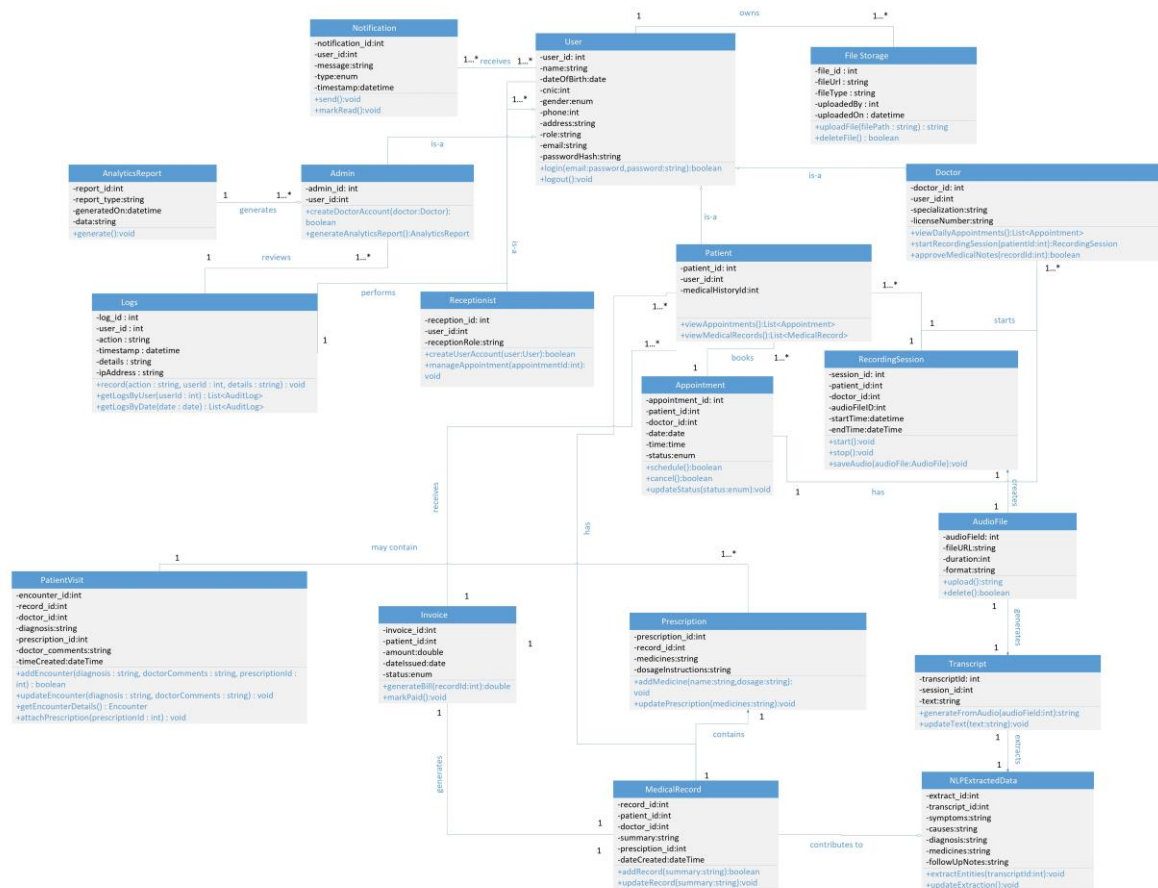 1
owns
1...*
Notification
-notification_id:int
-user_id:int
-message:string
-type:enum
-timestamp:datetime
+send():void
+markRead():void
1...*
receives
1...*
User
-user_id:int
-name:string
-dateOfBirth:date
-cnic:int
-gender:enum
-phone:int
-address:string
-role:string
-email:string
-passwordHash:string
+login(email:password,password:string):boolean
+logout():void
1...*
File Storage
-file_id : int
-fileUrl : string
-fileType : string
-uploadedBy : int
-uploadedOn : datetime
+uploadFile(filePath : string) : string
+deleteFile() : boolean
is-a
AnalyticsReport
-report_id:int
-report_type:string
-generatedOn:datetime
-data:string
+generate():void
1
1...*
generates
Admin
-admin_id: int
-user_id:int
+createDoctorAccount(doctor:Doctor):
boolean
+generateAnalyticsReport():AnalyticsReport
is-a
Doctor
-doctor_id: int
-user_id:int
-specialization:string
-licenseNumber:string
+viewDailyAppointments():List<Appointment>
+startRecordingSession(patientId:int):RecordingSession
+approveMedicalNotes(recordId:int):boolean
1...*
is-a
is-a
1
reviews
1...*
Patient
-patient_id: int
-user_id:int
-medicalHistoryId:int
+viewAppointments():List<Appointment>
+viewMedicalRecords():List<MedicalRecord>
1...*
1...*
1...*
1...*
Logs
-log_id : int
-user_id : int
-action : string
-timestamp : datetime
-details : string
-ipAddress : string
+record(action : string, userId : int, details : string) : void
+getLogsByUser(userId : int) : List<AuditLog>
+getLogsByDate(date : date) : List<AuditLog>
performs
1
Receptionist
-reception_id: int
-user_id:int
-receptionRole:string
+createUserAccount(user:User):boolean
+manageAppointment(appointmentId:int):
void
1
starts
1
books
Appointment
-appointment_id: int
-patient_id:int
-doctor_id:int
-date:date
-time:time
-status:enum
+schedule():boolean
+cancel():boolean
+updateStatus(status:enum):void
RecordingSession
-session_id: int
-patient_id:int
-doctor_id:int
-audioFileID:int
-startTime:datetime
-endTime:dateTime
+start():void
+stop():void
+saveAudio(audioFile:AudioFile):void
1
has
1
creates
1
receives
has
AudioFile
-audioField: int
-fileURL:string
-duration:int
-format:string
+upload():string
+delete():boolean
1
generates
1
1
may contain
1...*
PatientVisit
-encounter_id:int
-record_id:int
-doctor_id:int
-diagnosis:string
-prescription_id:int
-doctor_comments:string
-timeCreated:dateTime
+addEncounter(diagnosis : string, doctorComments : string, prescriptionId :
int) : boolean
+updateEncounter(diagnosis : string, doctorComments : string) : void
+getEncounterDetails() : Encounter
+attachPrescription(prescriptionId : int) : void
1
Invoice
-invoice_id:int
-patient_id:int
-amount:double
-dateIssued:date
-status:enum
+generateBill(recordId:int):double
+markPaid():void
1
1
generates
Prescription
-prescription_id:int
-record_id:int
-medicines:string
-dosageInstructions:string
+addMedicine(name:string,dosage:string):
void
+updatePrescription(medicines:string):void
1
contains
1
Transcript
-transcriptId: int
-session_id:int
-text:string
+generateFromAudio(audioField:int):string
+updateText(text:string):void
1
extracts
1
MedicalRecord
-record_id:int
-patient_id:int
-doctor_id:int
-summary:string
-presciption_id:int
-dateCreated:dateTime
+addRecord(summary:string):boolean
+updateRecord(summary:string):void
1
1
contributes to
NLPExtractedData
-extract_id:int
-transcript_id:int
-symptoms:string
-causes:string
-diagnosis:string
-medicines:string
-followUpNotes:string
+extractEntities(transcriptId:int):void
+updateExtraction():void